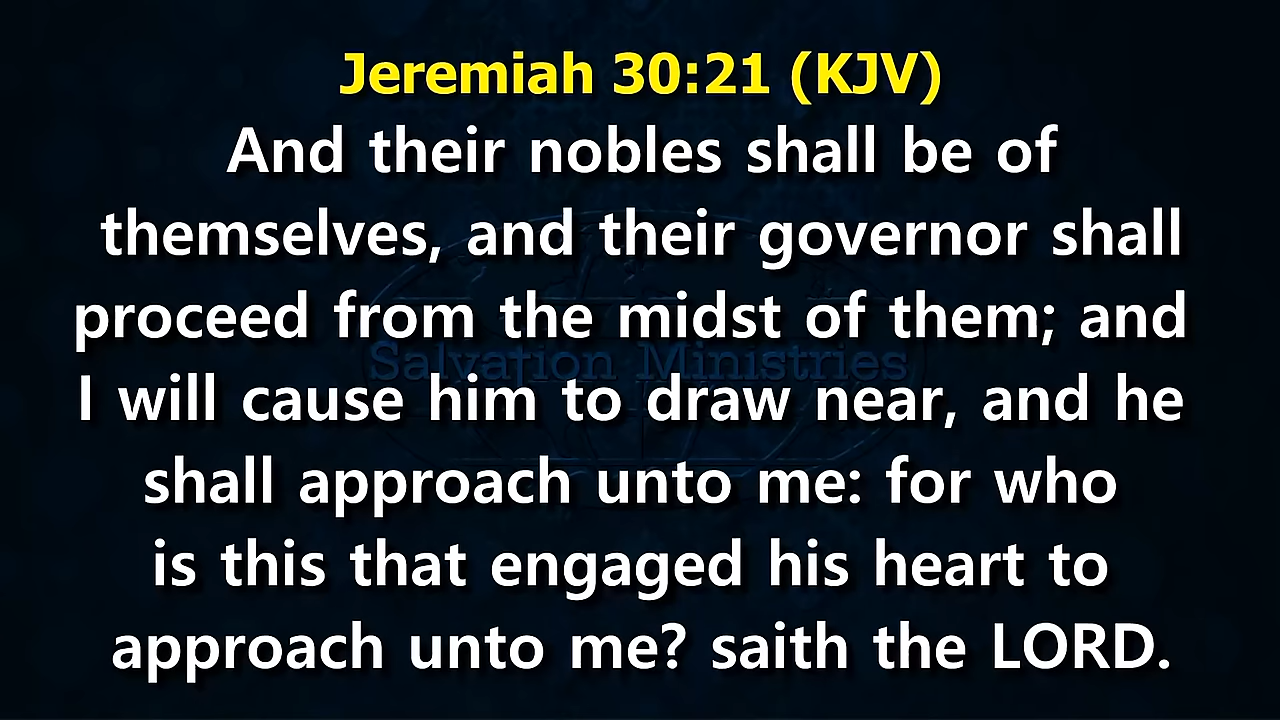 Jeremiah 30:21 (KJV)
And their nobles shall be of
themselves, and their governor shall
proceed from the midst of them; and
Salvation Ministries
I will cause him to draw near, and he
shall approach unto me: for who
is this that engaged his heart to
approach unto me? saith the LORD.